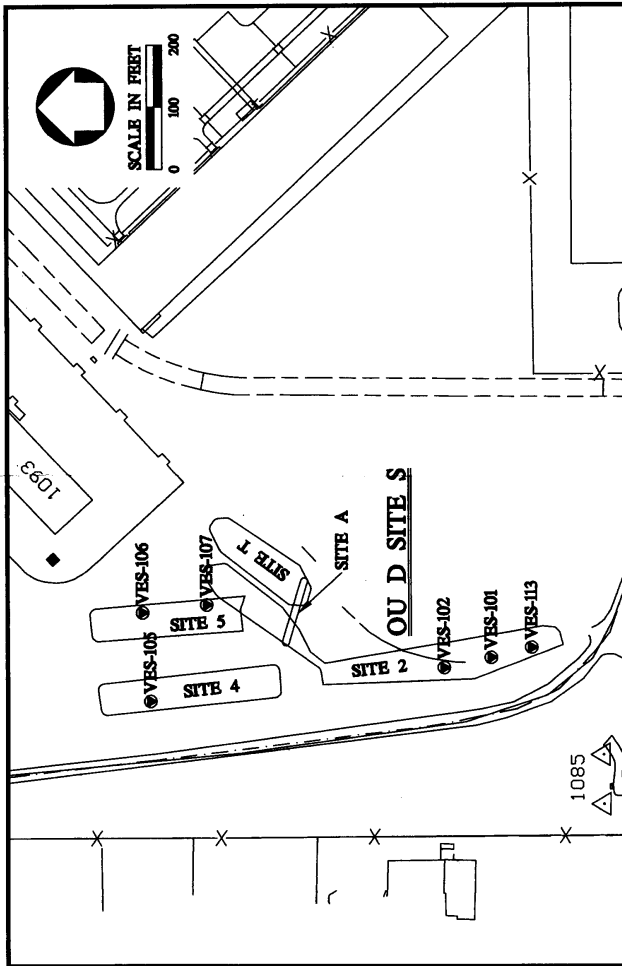 SCALE IN FEET
0 100 200
1093
VES-106
VES-107
SITE 5
VES-105
SITE 4
SITE T
SITE A
OU D SITE S
SITE 2
VES-102
VES-101
VES-113
1085